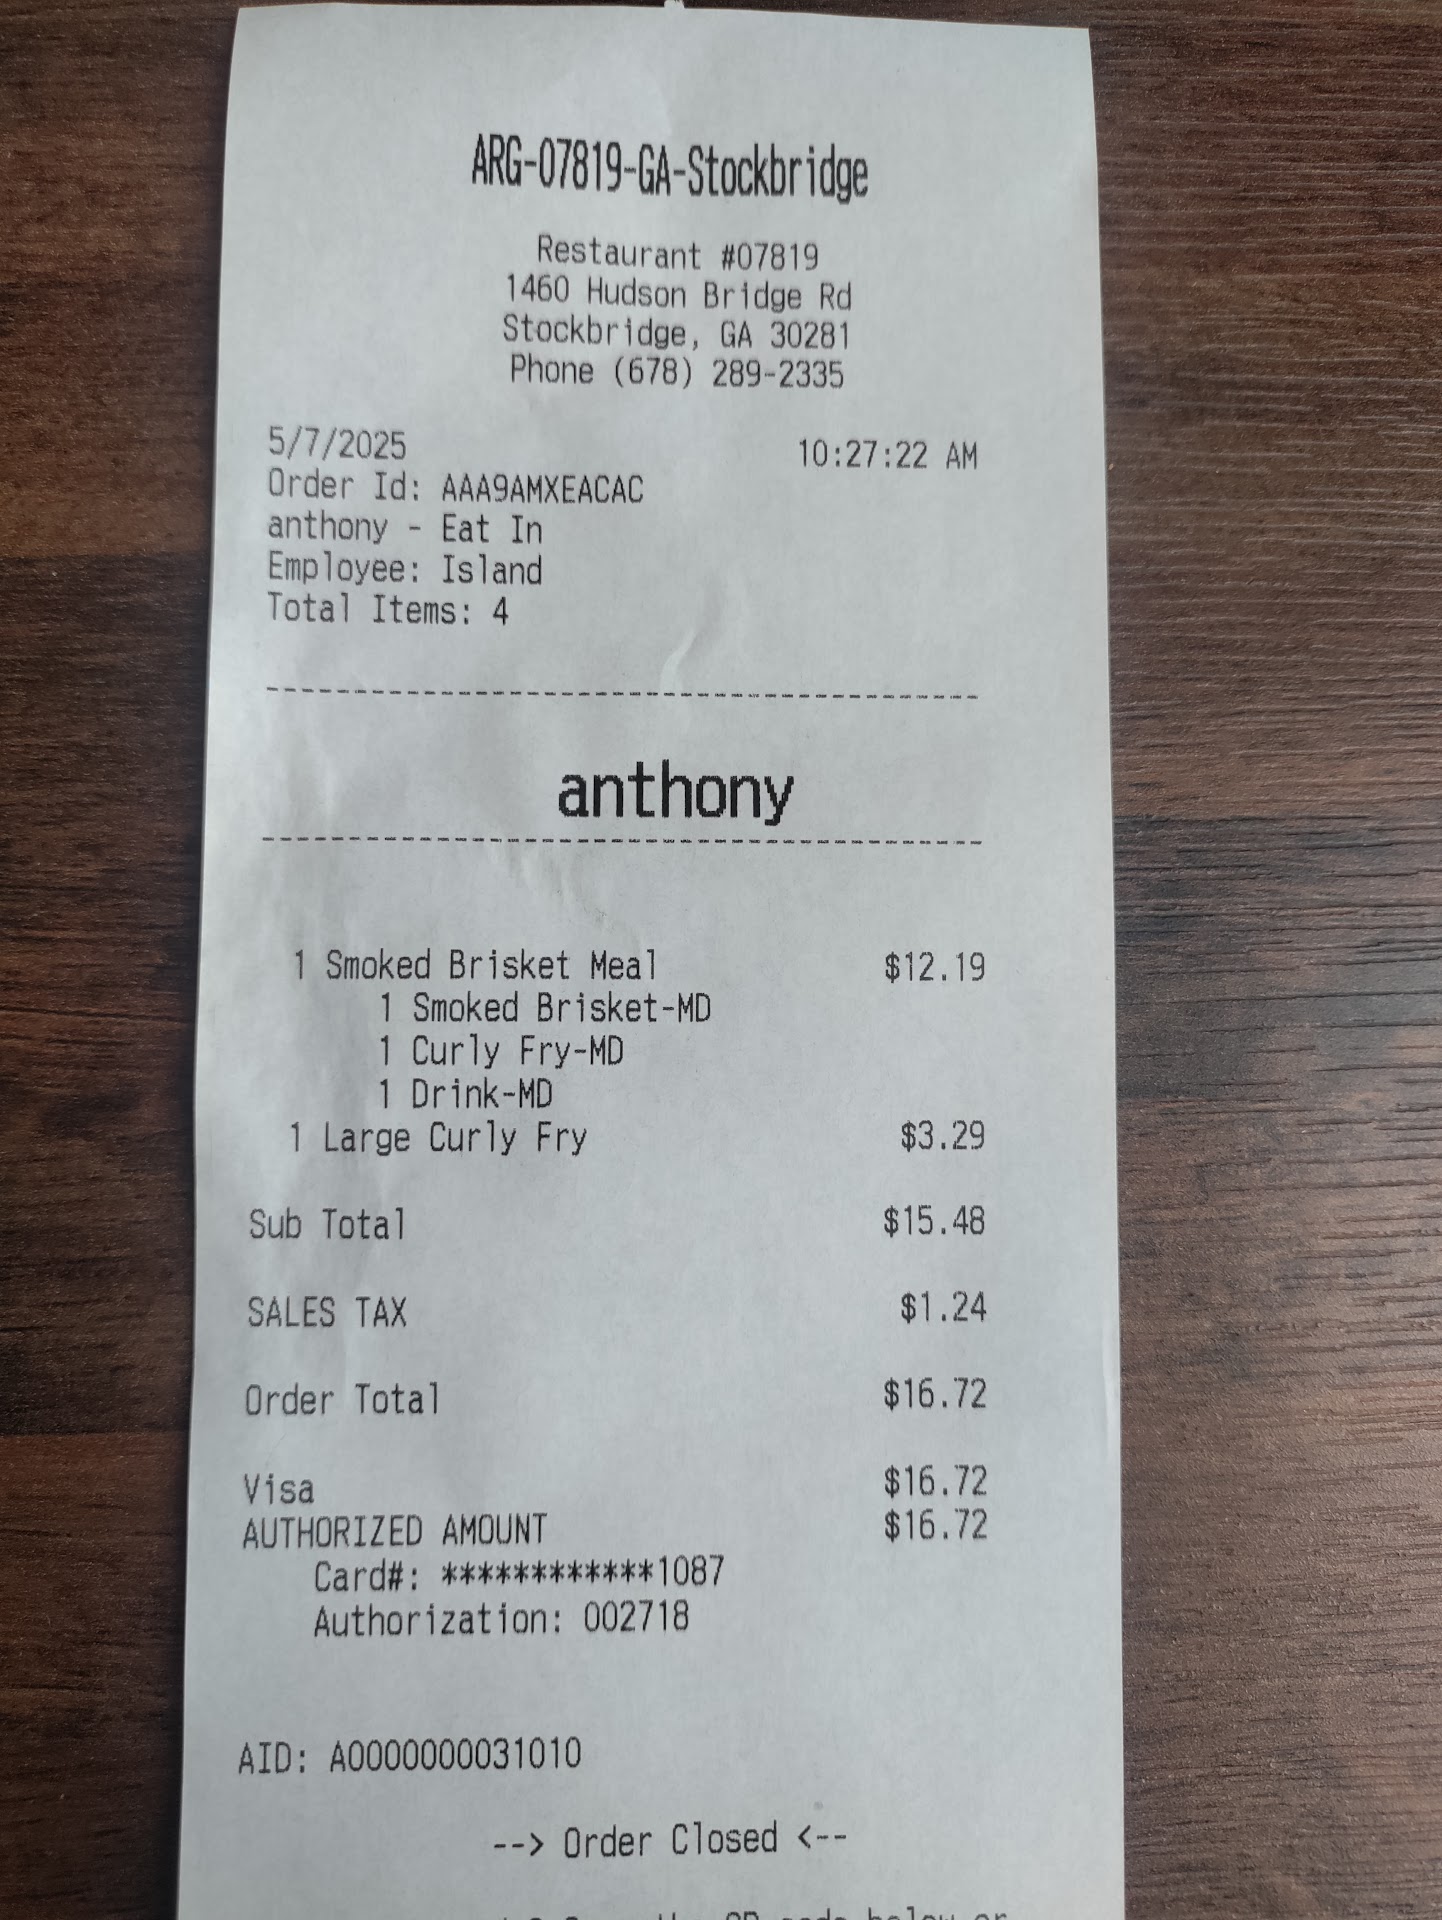 ARG-07819-GA-Stockbridge
Restaurant #07819
1460 Hudson Bridge Rd
Stockbridge, GA 30281
Phone (678) 289-2335
5/7/2025 10:27:22 AM
Order Id: AAA9AMXEACAC
anthony - Eat In
Employee: Island
Total Items: 4
anthony
1 Smoked Brisket Meal $12.19
1 Smoked Brisket-MD
1 Curly Fry-MD
1 Drink-MD
1 Large Curly Fry $3.29
Sub Total $15.48
SALES TAX $1.24
Order Total $16.72
Visa $16.72
AUTHORIZED AMOUNT $16.72
Card#: ************1087
Authorization: 002718
AID: A0000000031010
--> Order Closed <--
QR code below or